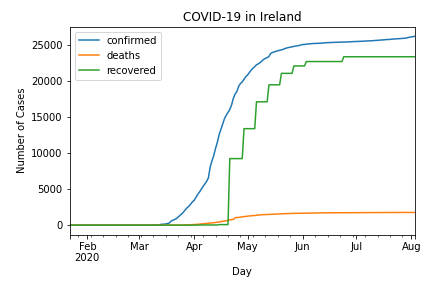 COVID-19 in Ireland
confirmed
deaths
recovered
Number of Cases
25000
20000
15000
10000
5000
0
Feb Mar Apr May Jun Jul Aug
2020
Day